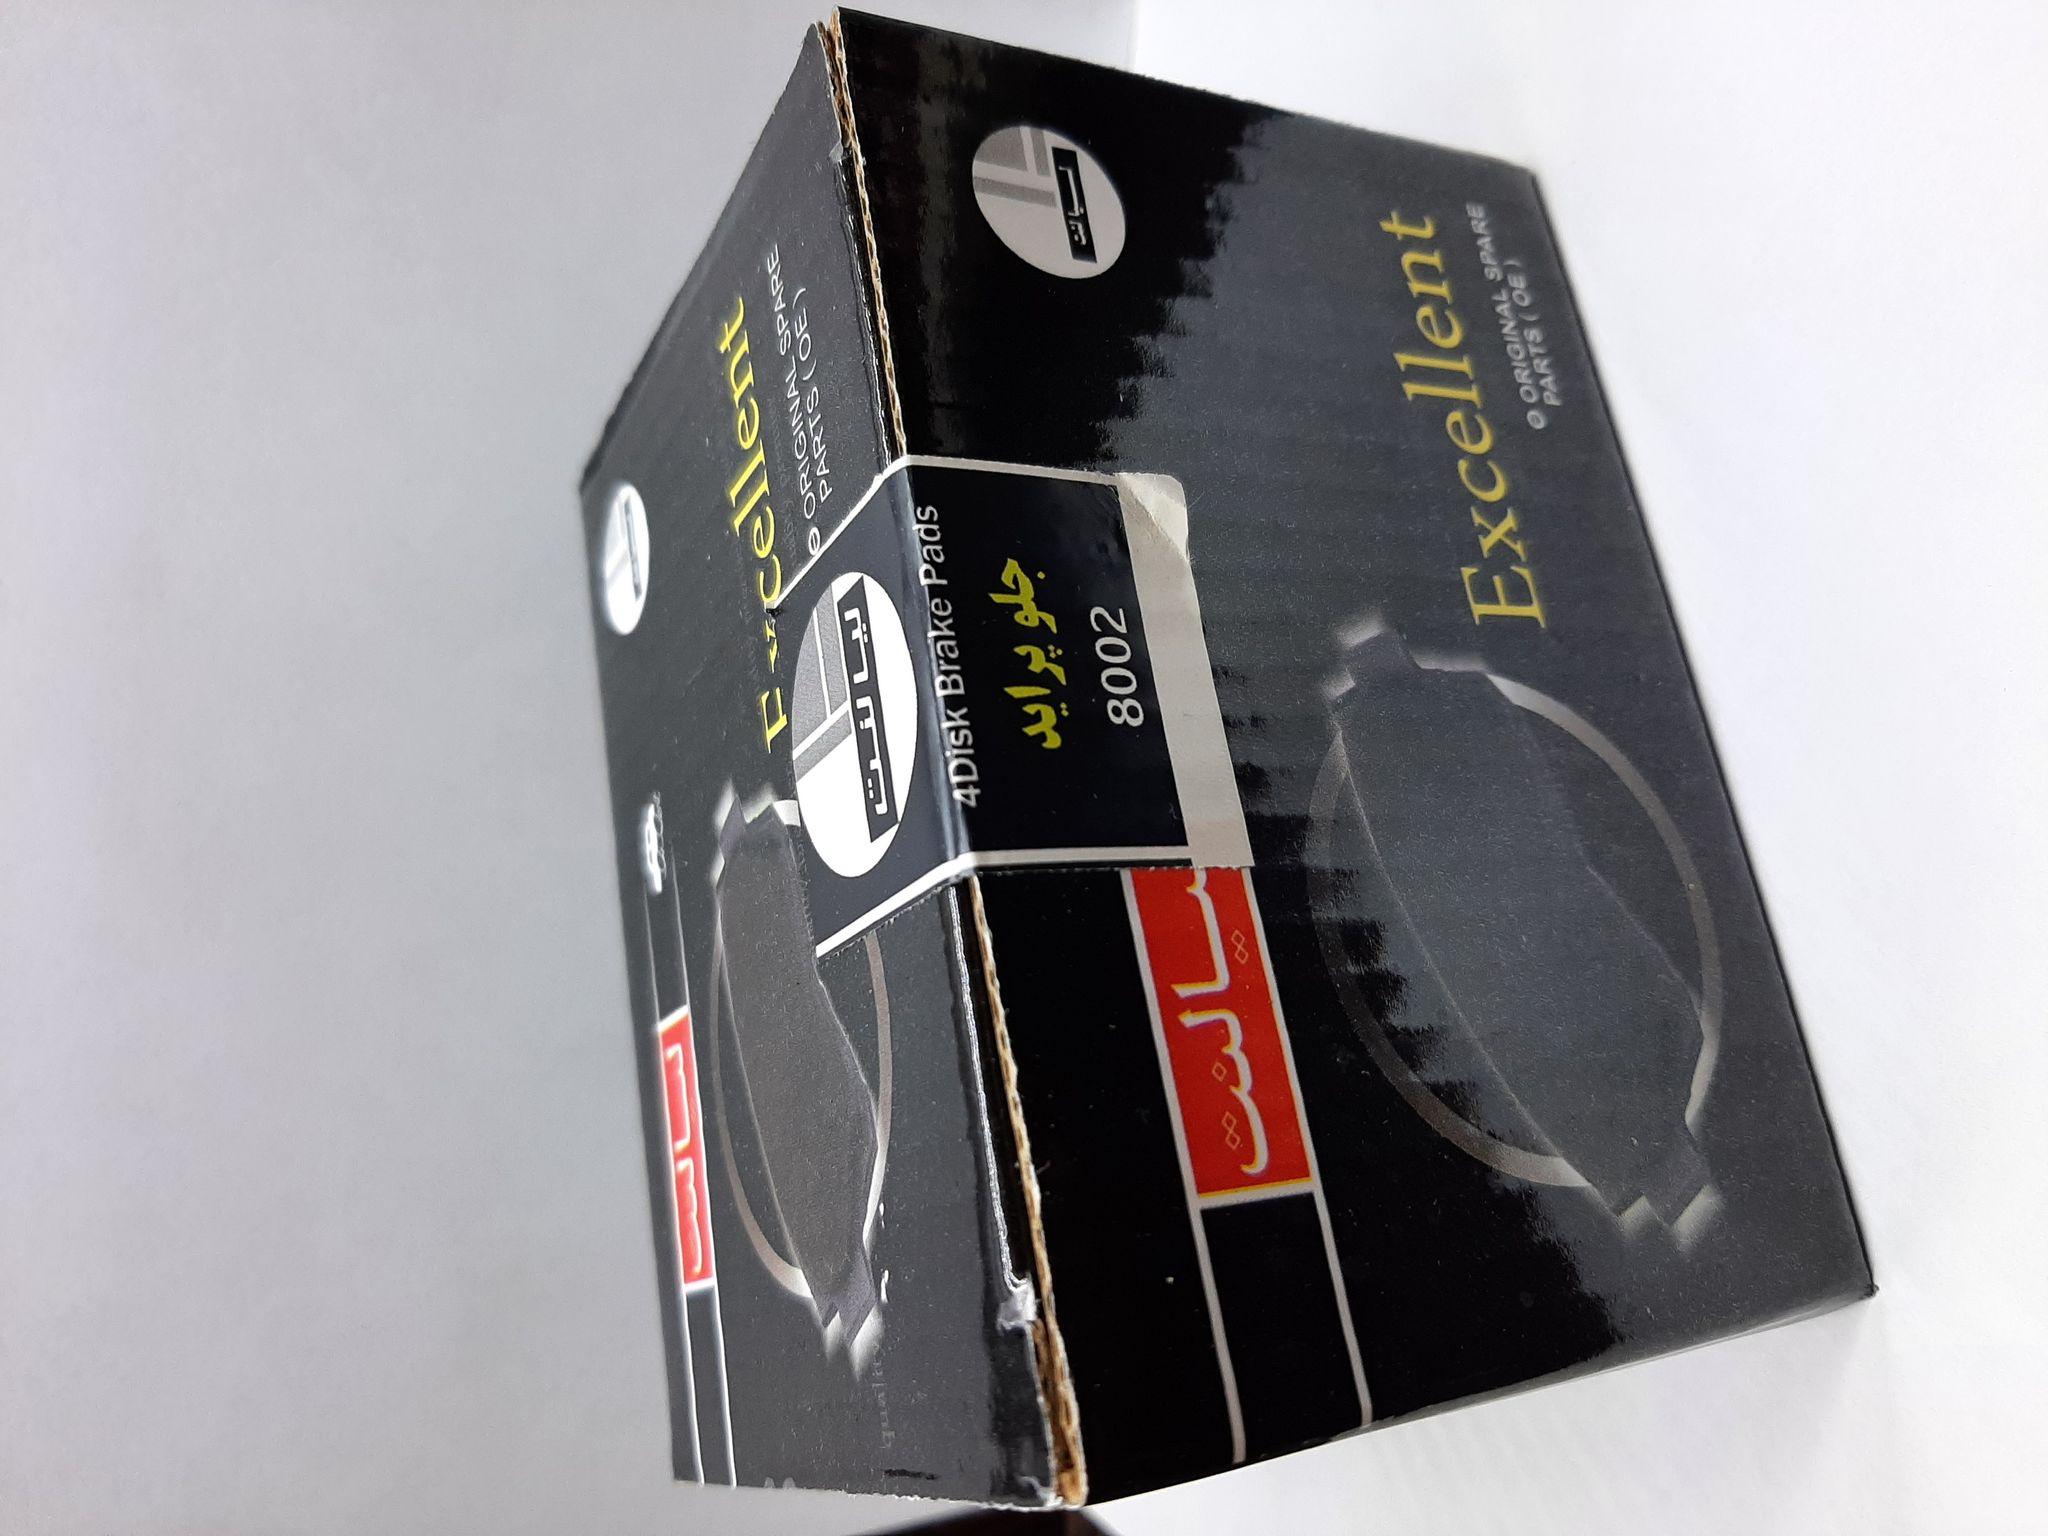 Excellent
ORIGINAL SPARE
PARTS ( OE )
4Disk Brake Pads
جلو پراید
8002
Excellent
ORIGINAL SPARE
PARTS ( OE )